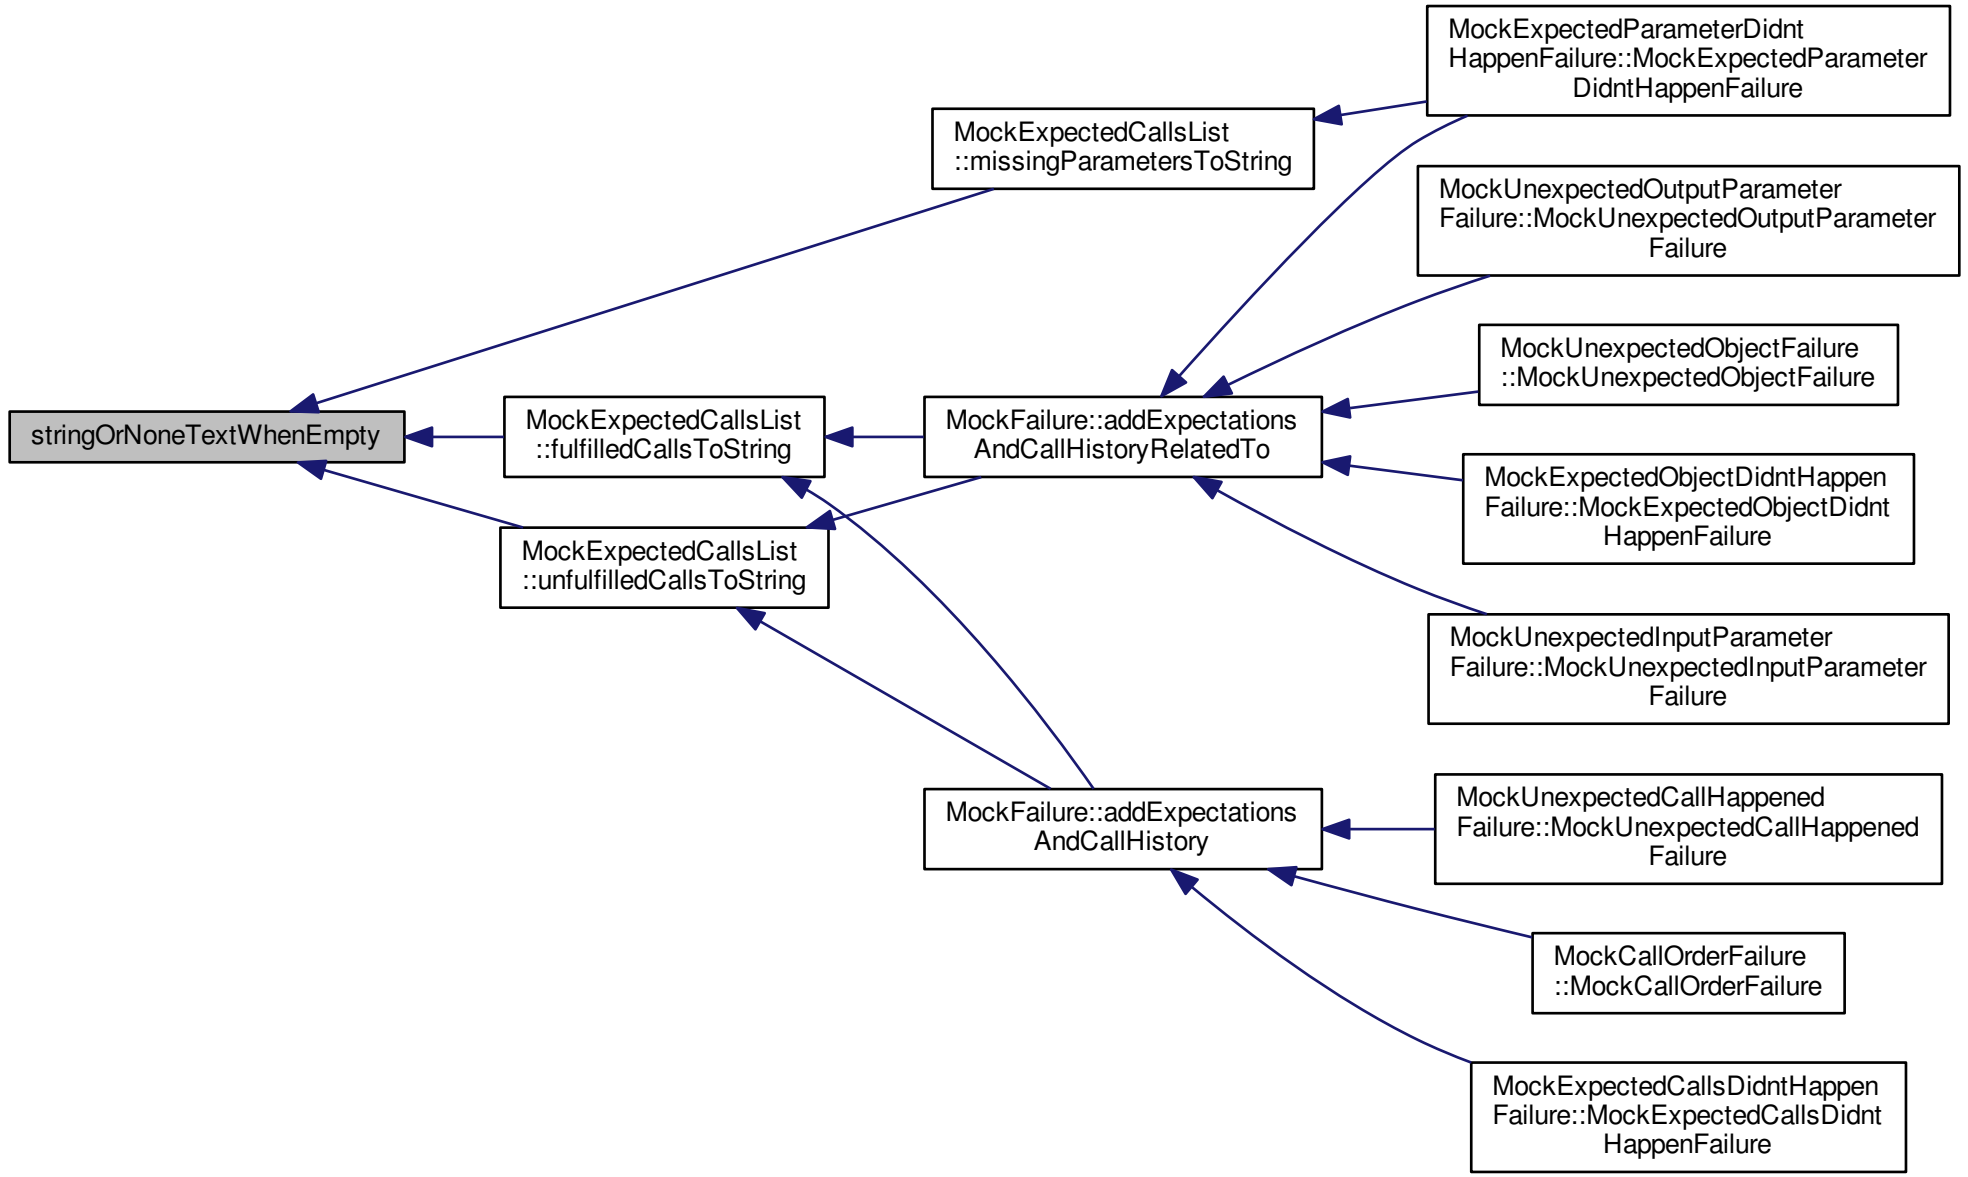 stringOrNoneTextWhenEmpty
MockExpectedCallsList
::missingParametersToString
MockExpectedCallsList
::fulfilledCallsToString
MockExpectedCallsList
::unfulfilledCallsToString
MockFailure::addExpectations
AndCallHistoryRelatedTo
MockFailure::addExpectations
AndCallHistory
MockExpectedParameterDidnt
HappenFailure::MockExpectedParameter
DidntHappenFailure
MockUnexpectedOutputParameter
Failure::MockUnexpectedOutputParameter
Failure
MockUnexpectedObjectFailure
::MockUnexpectedObjectFailure
MockExpectedObjectDidntHappen
Failure::MockExpectedObjectDidnt
HappenFailure
MockUnexpectedInputParameter
Failure::MockUnexpectedInputParameter
Failure
MockUnexpectedCallHappened
Failure::MockUnexpectedCallHappened
Failure
MockCallOrderFailure
::MockCallOrderFailure
MockExpectedCallsDidntHappen
Failure::MockExpectedCallsDidnt
HappenFailure